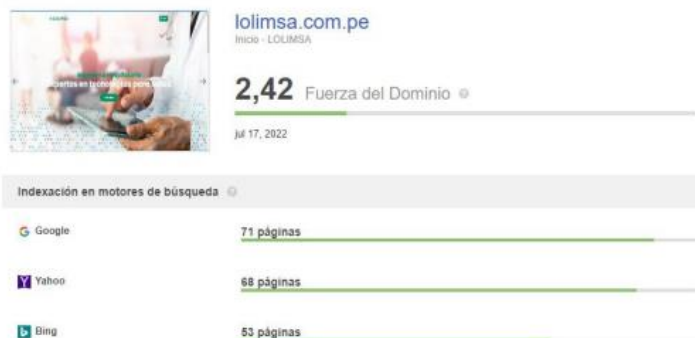 lolimsa.com.pe
Inicio - LOLIMSA
2,42 Fuerza del Dominio
jul 17, 2022
Indexación en motores de búsqueda
Google 71 páginas
Yahoo 68 páginas
Bing 53 páginas